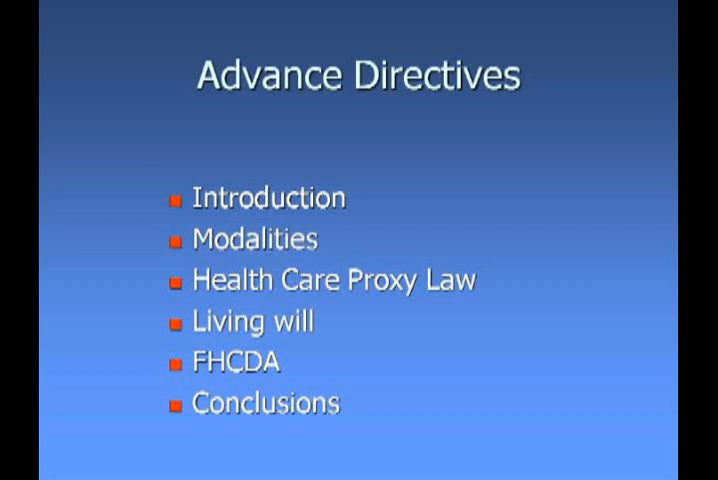 Advance Directives
Introduction
Modalities
Health Care Proxy Law
Living will
FHCDA
Conclusions